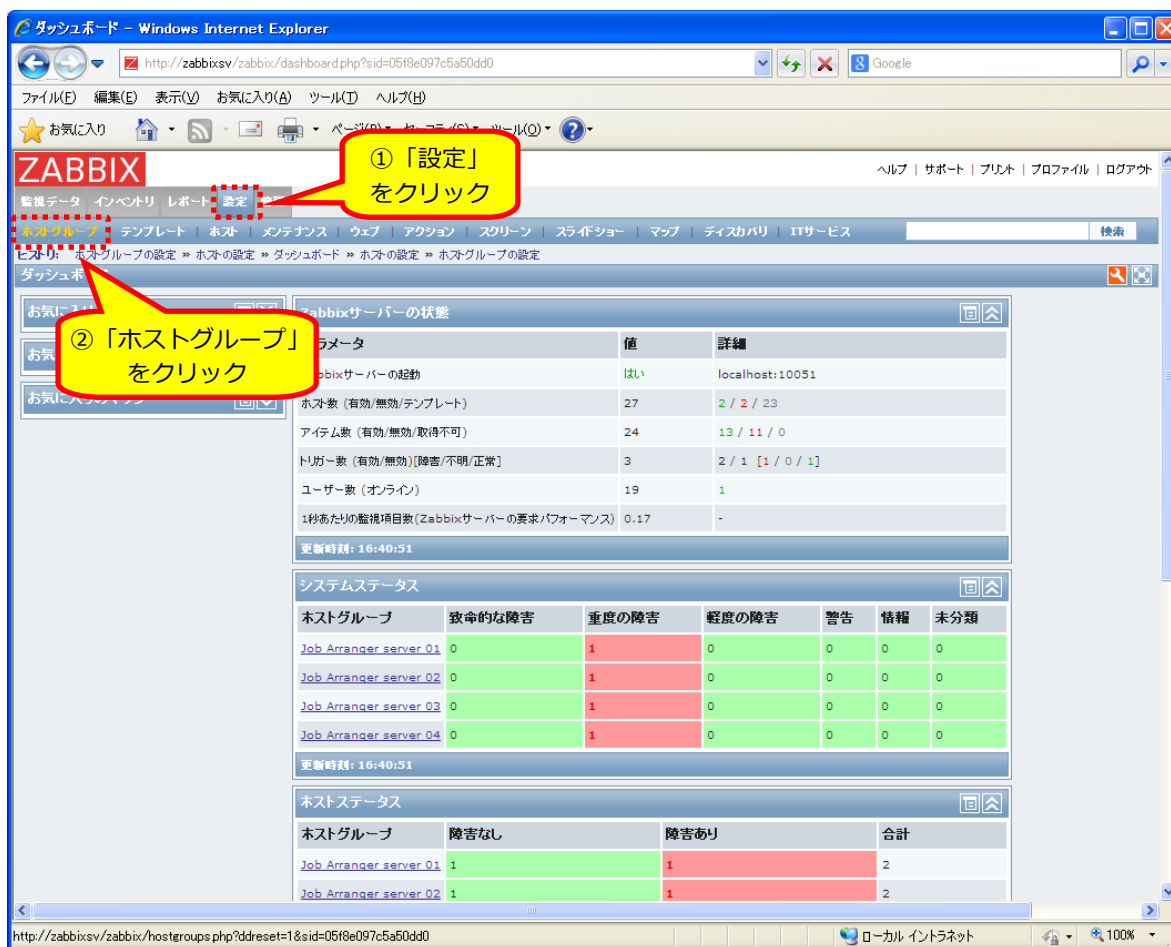 ダッシュボード - Windows Internet Explorer
http://zabbixsv/zabbix/dashboard.php?sid=05f8e097c5a50dd0
Google
ファイル(F) 編集(E) 表示(V) お気に入り(A) ツール(T) ヘルプ(H)
お気に入り
ツール(O)
①「設定」
をクリック
ZABBIX
ヘルプ | サポート | プリント | プロファイル | ログアウト
監視データ インベントリ レポート 設定
ホストグループ | テンプレート | ホスト | メンテナンス | ウェブ | アクション | スクリーン | スライドショー | マップ | ディスカバリ | ITサービス 検索
ヒストリ: ホストグループの設定 » ホストの設定 » ダッシュボード » ホストの設定 » ホストグループの設定
ダッシュボ
②「ホストグループ」
をクリック
お気に入り
お気
お気に入りのマップ
Zabbixサーバーの状態
ラメータ 値 詳細
bbixサーバーの起動 はい localhost:10051
ホスト数 (有効/無効/テンプレート) 27 2 / 2 / 23
アイテム数 (有効/無効/取得不可) 24 13 / 11 / 0
トリガー数 (有効/無効)[障害/不明/正常] 3 2 / 1 [1 / 0 / 1]
ユーザー数 (オンライン) 19 1
1秒あたりの監視項目数(Zabbixサーバーの要求パフォーマンス) 0.17 -
更新時刻: 16:40:51
システムステータス
ホストグループ 致命的な障害 重度の障害 軽度の障害 警告 情報 未分類
Job Arranger server 01 0 1 0 0 0 0
Job Arranger server 02 0 1 0 0 0 0
Job Arranger server 03 0 1 0 0 0 0
Job Arranger server 04 0 1 0 0 0 0
更新時刻: 16:40:51
ホストステータス
ホストグループ 障害なし 障害あり 合計
Job Arranger server 01 1 1 2
Job Arranger server 02 1 1 2
http://zabbixsv/zabbix/hostgroups.php?ddreset=1&sid=05f8e097c5a50dd0
ローカル イントラネット
100%